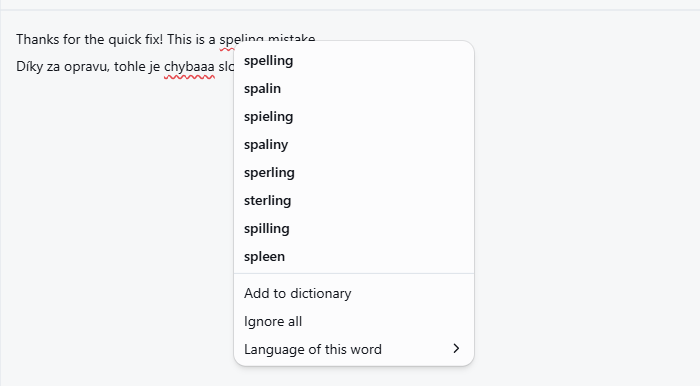 Thanks for the quick fix! This is a speling mistake
Díky za opravu, tohle je chybaaa
spelling
spalin
spieling
spaliny
sperling
sterling
spilling
spleen
Add to dictionary
Ignore all
Language of this word